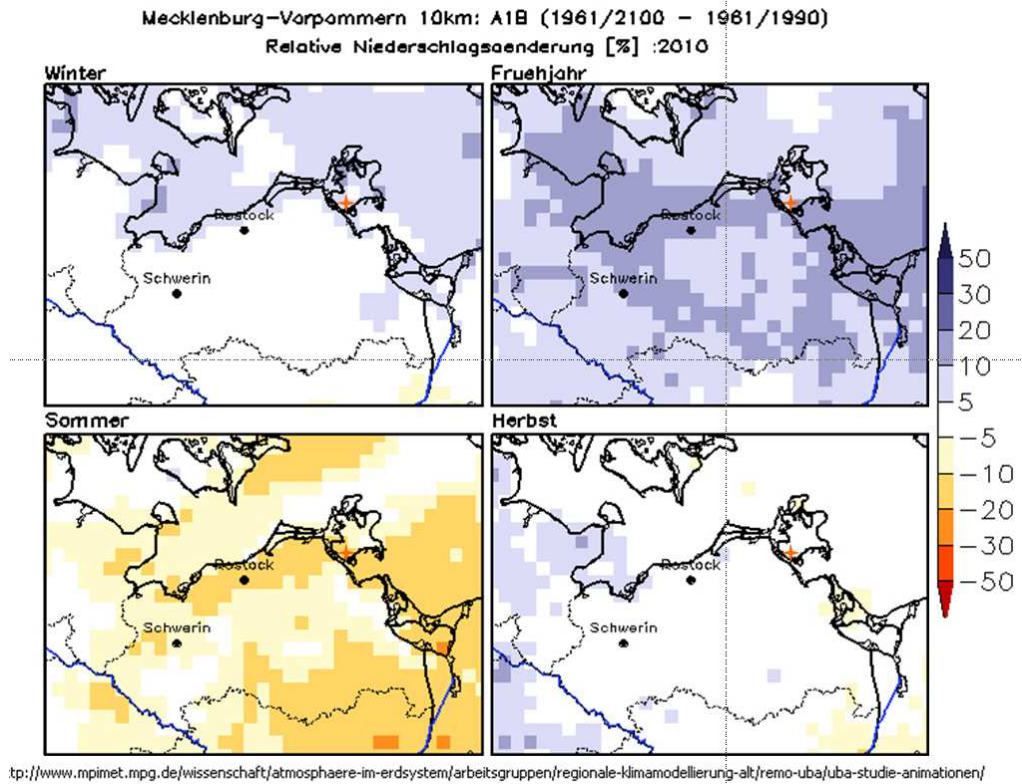 Mecklenburg-Vorpommern 10km: A1B (1961/2100 - 1961/1990)
Relative Niederschlagsaenderung [%] :2010
Winter
Fruehjahr
Rostock
Schwerin
Rostock
Schwerin
50
30
20
10
5
-5
-10
-20
-30
-50
Sommer
Herbst
Rostock
Schwerin
Rostock
Schwerin
tp://www.mpimet.mpg.de/wissenschaft/atmosphaere-im-erdsystem/arbeitsgruppen/regionale-klimamodellierung-alt/remo-uba/uba-studie-animationen/